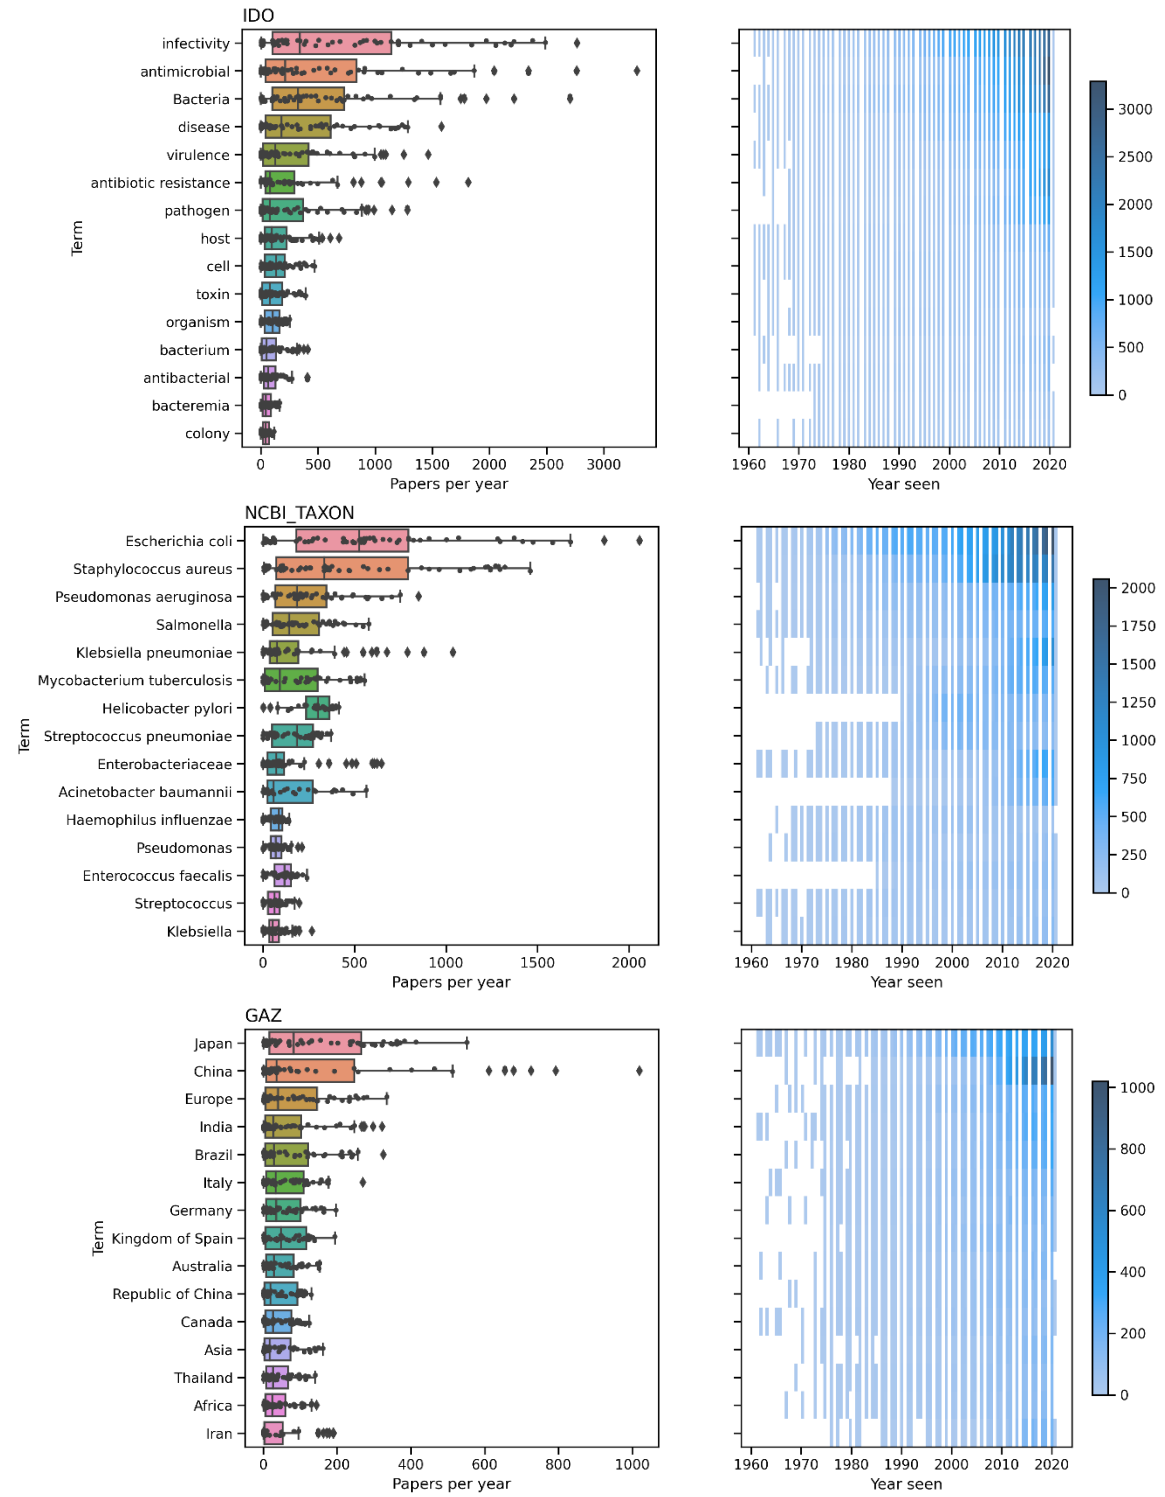 IDO
infectivity
antimicrobial
Bacteria
disease
virulence
antibiotic resistance
pathogen
host
cell
toxin
organism
bacterium
antibacterial
bacteremia
colony
Term
0 500 1000 1500 2000 2500 3000
Papers per year
1960 1970 1980 1990 2000 2010 2020
Year seen
3000
2500
2000
1500
1000
500
0
NCBI_TAXON
Escherichia coli
Staphylococcus aureus
Pseudomonas aeruginosa
Salmonella
Klebsiella pneumoniae
Mycobacterium tuberculosis
Helicobacter pylori
Streptococcus pneumoniae
Enterobacteriaceae
Acinetobacter baumannii
Haemophilus influenzae
Pseudomonas
Enterococcus faecalis
Streptococcus
Klebsiella
Term
0 500 1000 1500 2000
Papers per year
1960 1970 1980 1990 2000 2010 2020
Year seen
2000
1750
1500
1250
1000
750
500
250
0
GAZ
Japan
China
Europe
India
Brazil
Italy
Germany
Kingdom of Spain
Australia
Republic of China
Canada
Asia
Thailand
Africa
Iran
Term
0 200 400 600 800 1000
Papers per year
1960 1970 1980 1990 2000 2010 2020
Year seen
1000
800
600
400
200
0